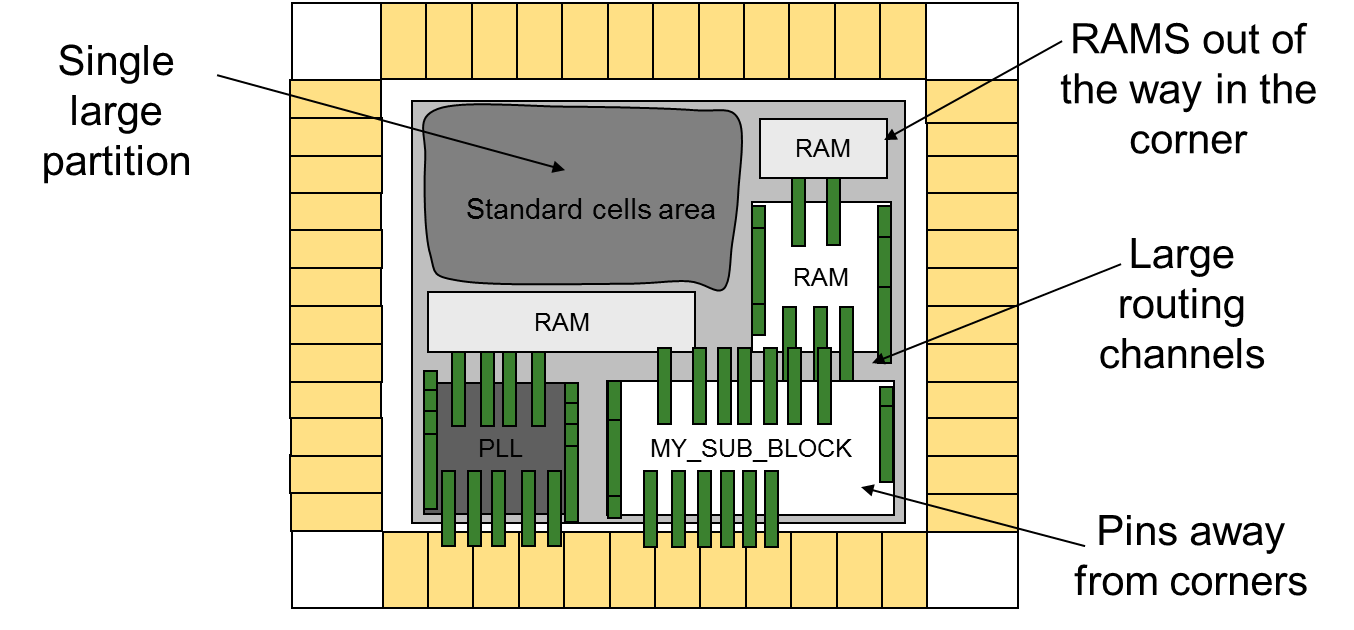 Single
large
partition
RAMS out of
the way in the
corner
RAM
Standard cells area
RAM
Large
routing
channels
RAM
PLL
MY_SUB_BLOCK
Pins away
from corners